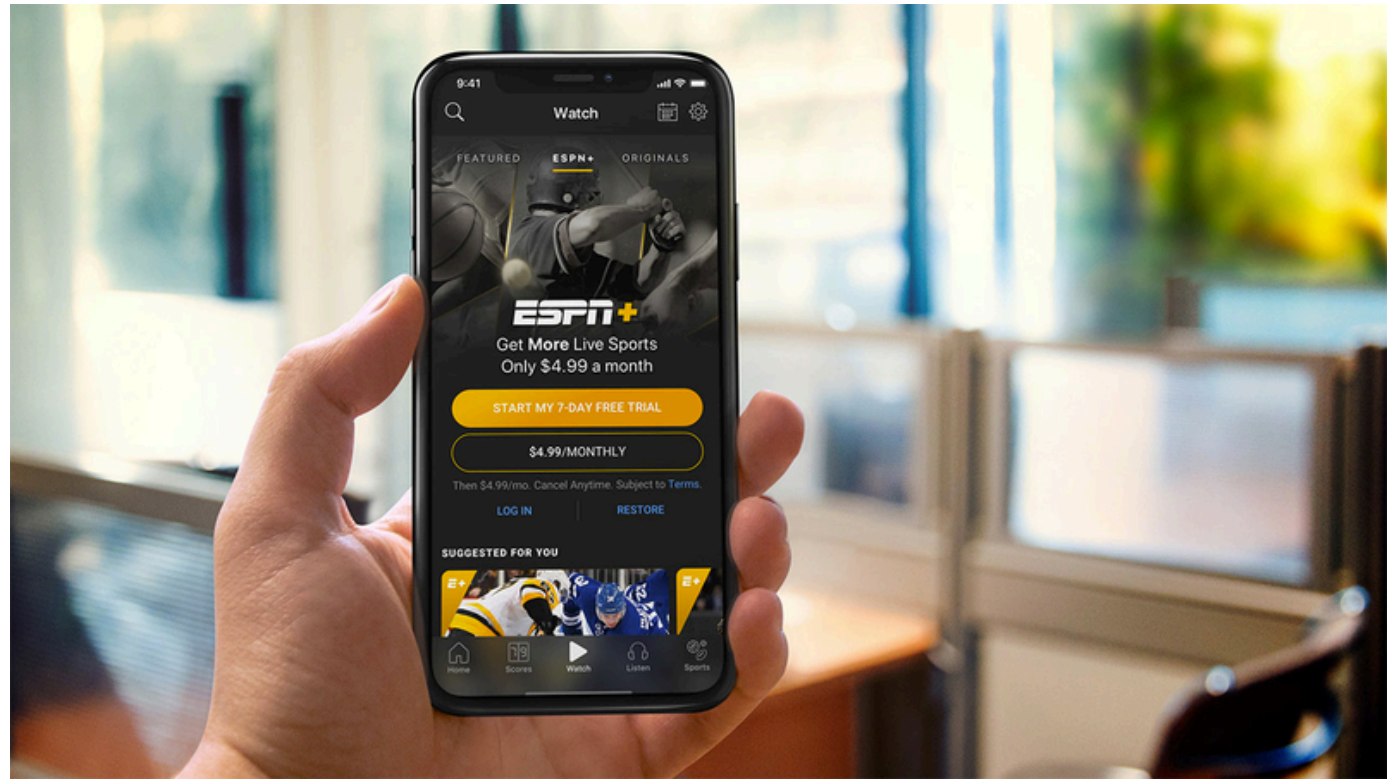 9:41
Watch
FEATURED ESPN+ ORIGINALS
ESPN+
Get More Live Sports
Only $4.99 a month
START MY 7-DAY FREE TRIAL
$4.99/MONTHLY
Then $4.99/mo. Cancel Anytime. Subject to Terms.
LOG IN RESTORE
SUGGESTED FOR YOU
E+ E+
Home Scores Watch Listen Sports